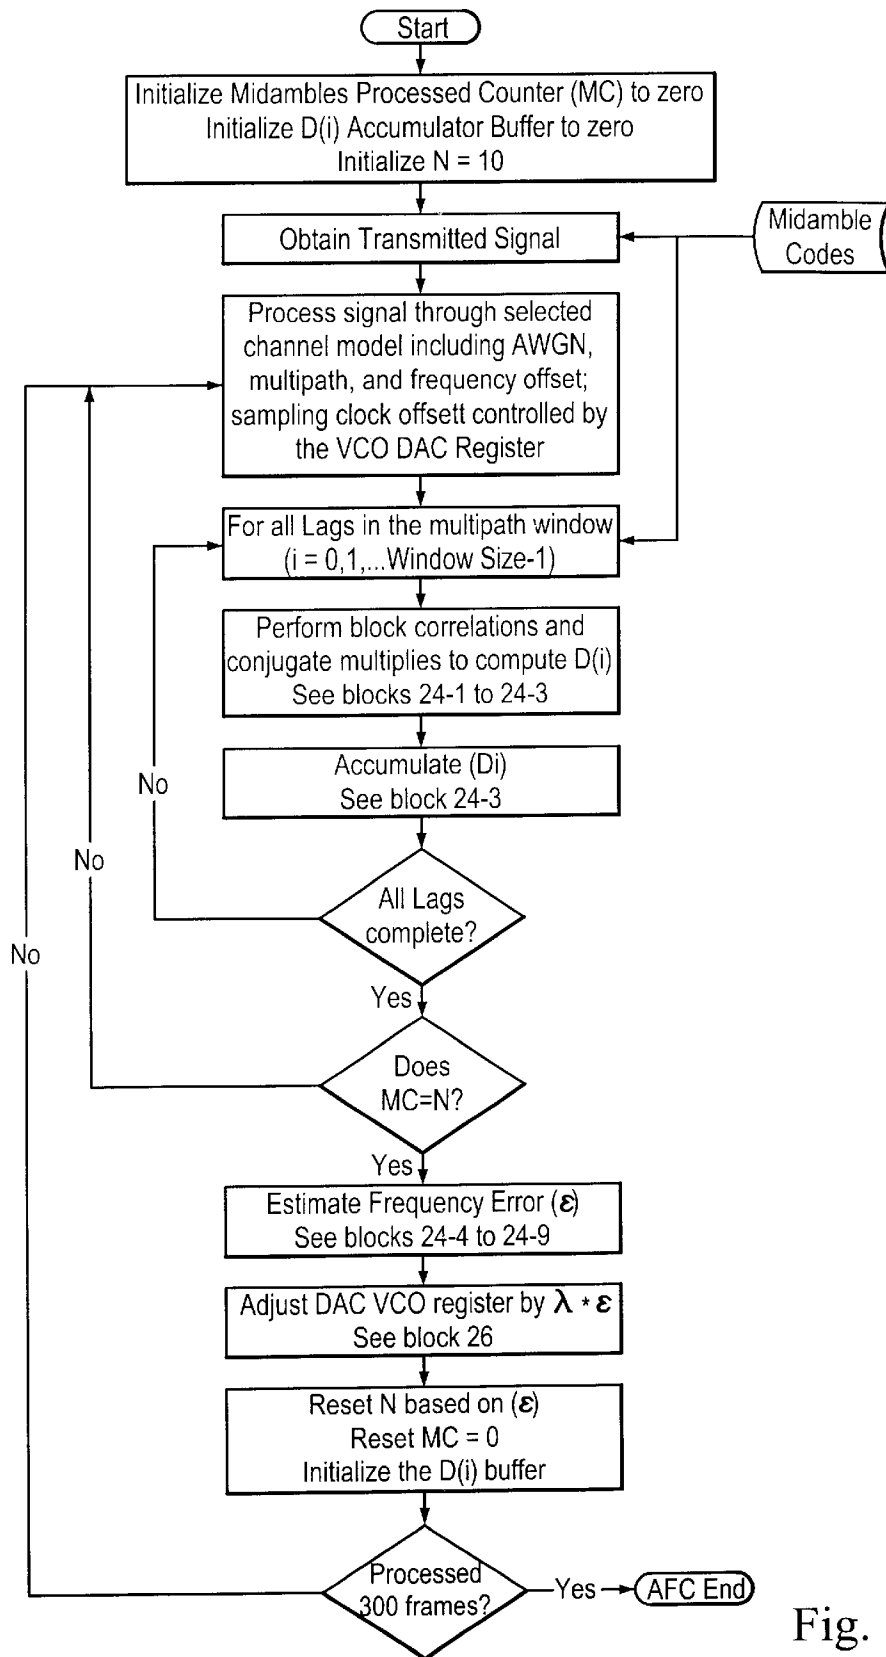 Start
Initialize Midambles Processed Counter (MC) to zero
Initialize D(i) Accumulator Buffer to zero
Initialize N = 10
Obtain Transmitted Signal
Midamble
Codes
Process signal through selected
channel model including AWGN,
multipath, and frequency offset;
sampling clock offsett controlled by
the VCO DAC Register
For all Lags in the multipath window
(i = 0,1,...Window Size-1)
Perform block correlations and
conjugate multiplies to compute D(i)
See blocks 24-1 to 24-3
Accumulate (Di)
See block 24-3
No
No
No
All Lags
complete?
Yes
Does
MC=N?
Yes
Estimate Frequency Error (ε)
See blocks 24-4 to 24-9
Adjust DAC VCO register by λ * ε
See block 26
Reset N based on (ε)
Reset MC = 0
Initialize the D(i) buffer
Processed
300 frames?
Yes
AFC End
Fig.